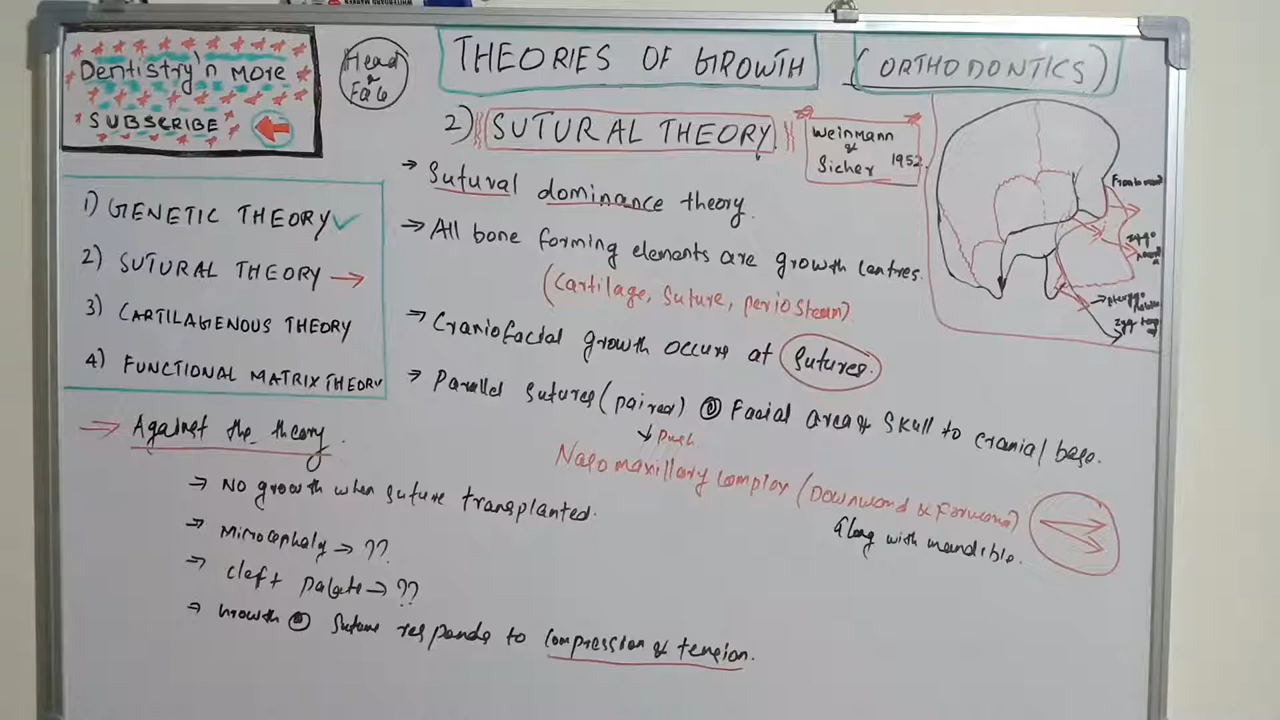 WHITEBOARD MARKER
Dentistry'n More
SUBSCRIBE
Head
&
Face
THEORIES OF GROWTH (ORTHODONTICS)
2) SUTURAL THEORY
Weinmann
&
Sicher 1952
→ Sutural dominance theory.
→ All bone forming elements are growth centres.
(Cartilage, Suture, periosteum)
→ Craniofacial growth occurs at Sutures.
→ Parallel Sutures (paired) @ Facial area & Skull to cranial base.
↓ Push
Nasomaxillary complex (Downward & Forward)
Along with mandible.
1) GENETIC THEORY ✓
2) SUTURAL THEORY →
3) CARTILAGENOUS THEORY
4) FUNCTIONAL MATRIX THEORY
→ Against the theory.
→ No growth when suture transplanted.
→ Microcephaly → ??
→ Cleft palate → ??
→ Growth @ Suture responds to compression & tension.